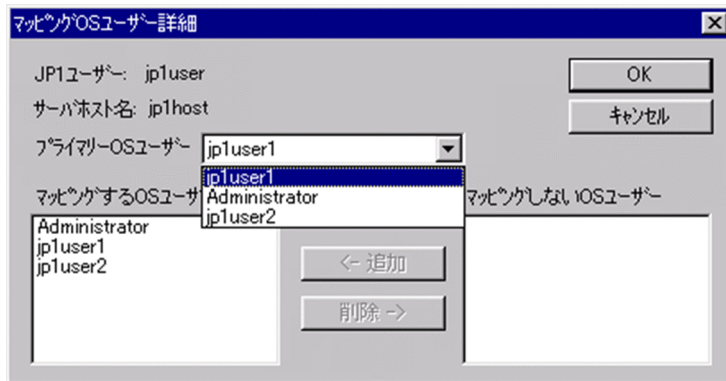 マッピングOSユーザー詳細
JP1ユーザー: jp1user
OK
サーバホスト名: jp1host
キャンセル
プライマリーOSユーザー jp1user1
jp1user1
Administrator
jp1user2
マッピングするOSユーザ
マッピングしないOSユーザー
Administrator
jp1user1
jp1user2
<- 追加
削除 ->